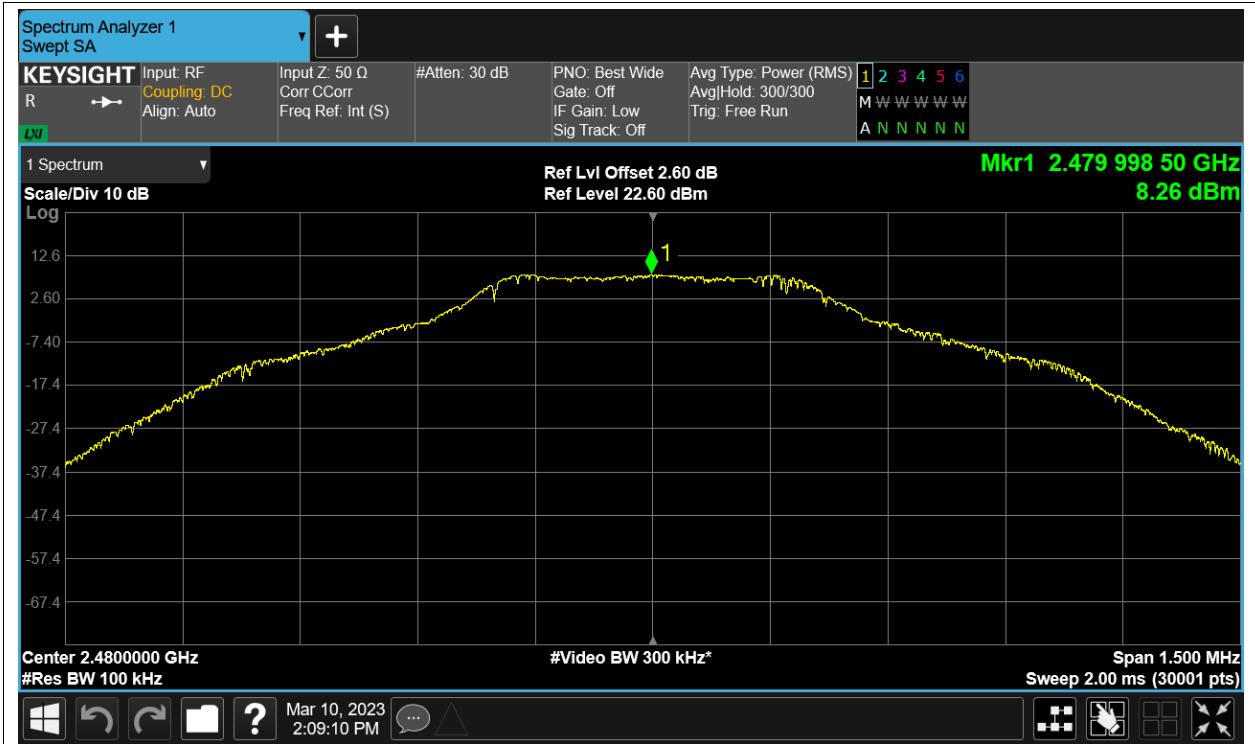 Spectrum Analyzer 1
Swept SA
KEYSIGHT
R
LXI
Input: RF
Coupling: DC
Align: Auto
Input Z: 50 Ω
Corr CCorr
Freq Ref: Int (S)
#Atten: 30 dB
PNO: Best Wide
Gate: Off
IF Gain: Low
Sig Track: Off
Avg Type: Power (RMS)
Avg|Hold: 300/300
Trig: Free Run
1 2 3 4 5 6
M W W W W W
A N N N N N
1 Spectrum
Scale/Div 10 dB
Log
Ref Lvl Offset 2.60 dB
Ref Level 22.60 dBm
Mkr1 2.479 998 50 GHz
8.26 dBm
1
12.6
2.60
-7.40
-17.4
-27.4
-37.4
-47.4
-57.4
-67.4
Center 2.4800000 GHz
#Res BW 100 kHz
#Video BW 300 kHz*
Span 1.500 MHz
Sweep 2.00 ms (30001 pts)
?
Mar 10, 2023
2:09:10 PM